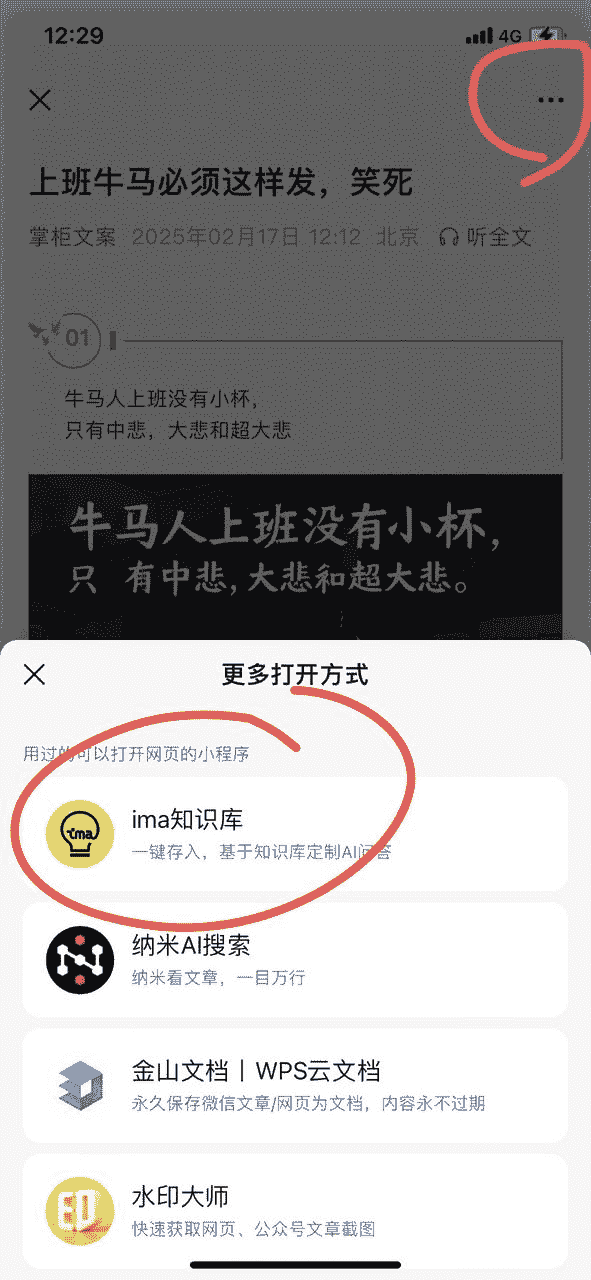 12:29 4G
上班牛马必须这样发，笑死
掌柜文案 2025年02月17日 12:12 北京 听全文
01
牛马人上班没有小杯，
只有中悲，大悲和超大悲
牛马人上班没有小杯，
只 有中悲，大悲和超大悲。
更多打开方式
用过的可以打开网页的小程序
ima
ima知识库
一键存入，基于知识库定制AI问答
纳米AI搜索
纳米看文章，一目万行
金山文档丨WPS云文档
永久保存微信文章/网页为文档，内容永不过期
水印大师
快速获取网页、公众号文章截图